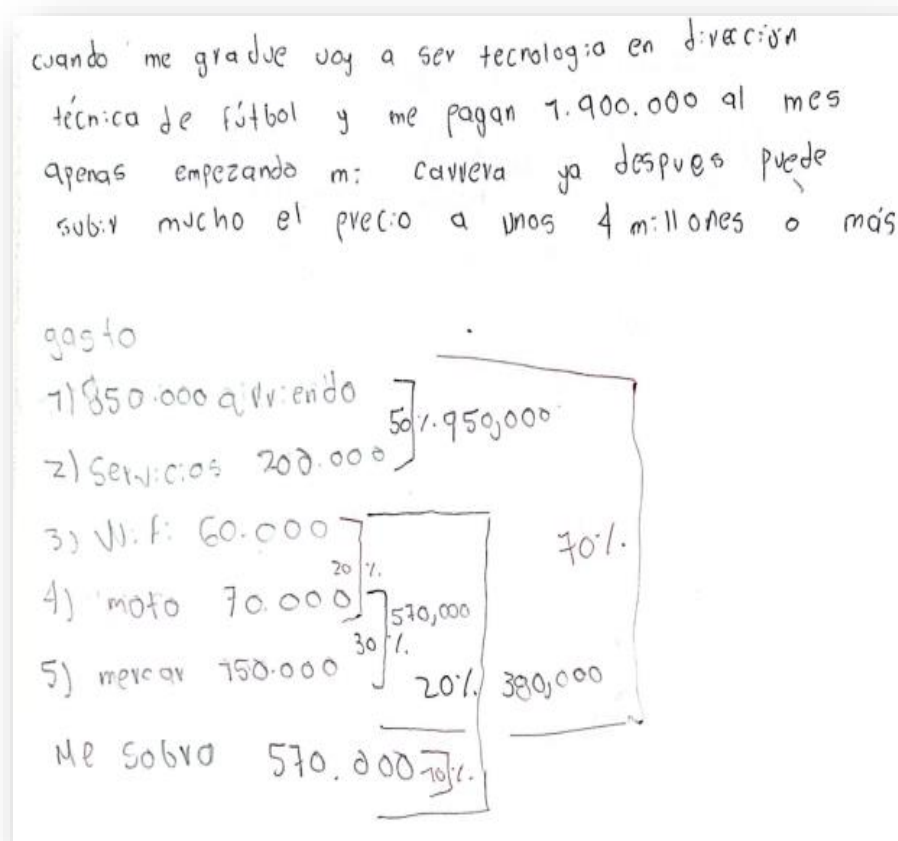 cuando me gradue voy a ser tecnologia en dirección
técnica de fútbol y me pagan 1.900.000 al mes
apenas empezando mi carrera ya despues puede
subir mucho el precio a unos 4 millones o más
gasto
1) 850.000 arriendo
50%. 950,000
2) Servicios 200.000
3) Wifi 60.000
20%.
70%.
4) moto 70.000
570,000
30%.
5) mercar 150.000
20%. 380,000
Me sobro 570.000
10%.